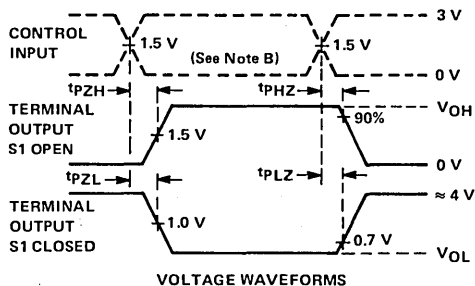 3 V
CONTROL
INPUT
1.5 V
(See Note B)
1.5 V
0 V
tPZH
tPHZ
TERMINAL
OUTPUT
S1 OPEN
1.5 V
90%
VOH
0 V
tPZL
tPLZ
TERMINAL
OUTPUT
S1 CLOSED
1.0 V
0.7 V
≈ 4 V
VOL
VOLTAGE WAVEFORMS